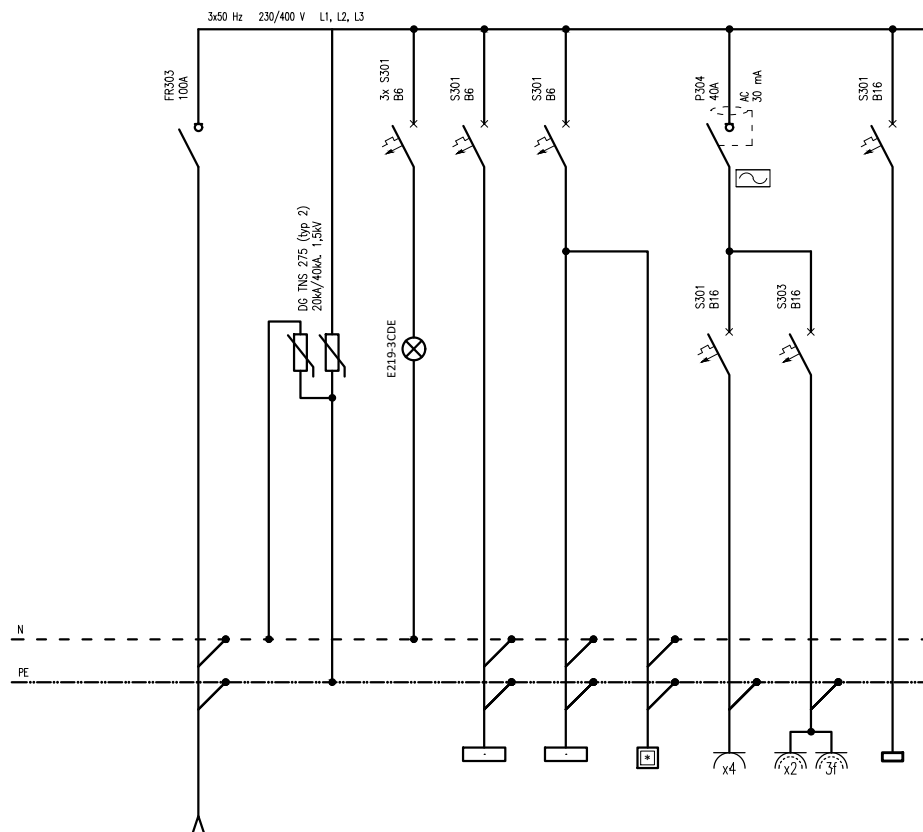 3x50 Hz 230/400 V L1, L2, L3
FR303
100A
3x S301
B6
S301
B6
S301
B6
P304
40A
AC
30 mA
S301
B16
DG TNS 275 (typ 2)
20kA/40kA. 1,5kV
E219-3CDE
S301
B16
S303
B16
N
PE
-
-
*
x4
x2
3f